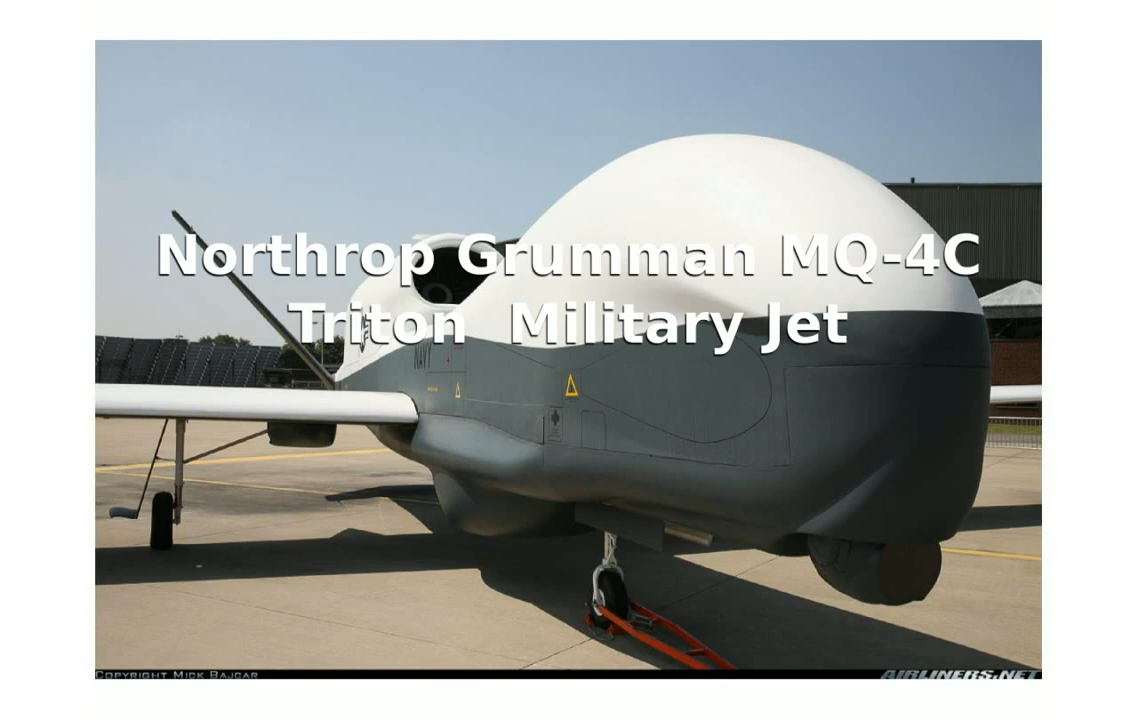 Northrop Grumman MQ-4C
Triton  Military Jet
NAVY
COPYRIGHT MICK BAJCAR
AIRLINERS.NET